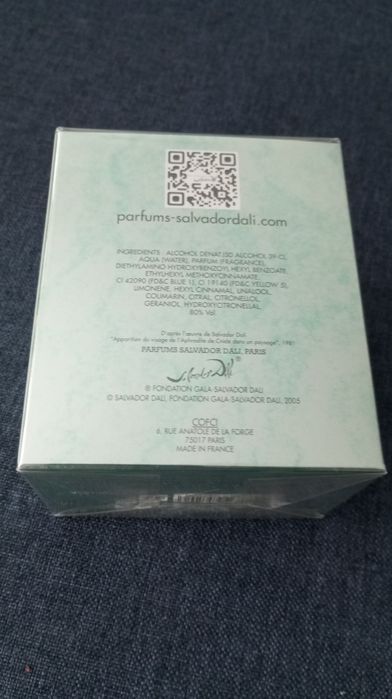 parfums-salvadordali.com
INGREDIENTS : ALCOHOL DENAT.(SD ALCOHOL 39-C),
AQUA (WATER), PARFUM (FRAGRANCE),
DIETHYLAMINO HYDROXYBENZOYL HEXYL BENZOATE,
ETHYLHEXYL METHOXYCINNAMATE,
CI 42090 (FD&C BLUE 1), CI 19140 (FD&C YELLOW 5),
LIMONENE, HEXYL CINNAMAL, LINALOOL,
COUMARIN, CITRAL, CITRONELLOL,
GERANIOL, HYDROXYCITRONELLAL.
80% Vol.
D'après l'œuvre de Salvador Dalí
"Apparition du visage de l'Aphrodite de Cnide dans un paysage", 1981
PARFUMS SALVADOR DALI, PARIS
Salvador Dalí ®
® FONDATION GALA-SALVADOR DALI
© SALVADOR DALI, FONDATION GALA-SALVADOR DALI, 2005
COFCI
6, RUE ANATOLE DE LA FORGE
75017 PARIS
MADE IN FRANCE